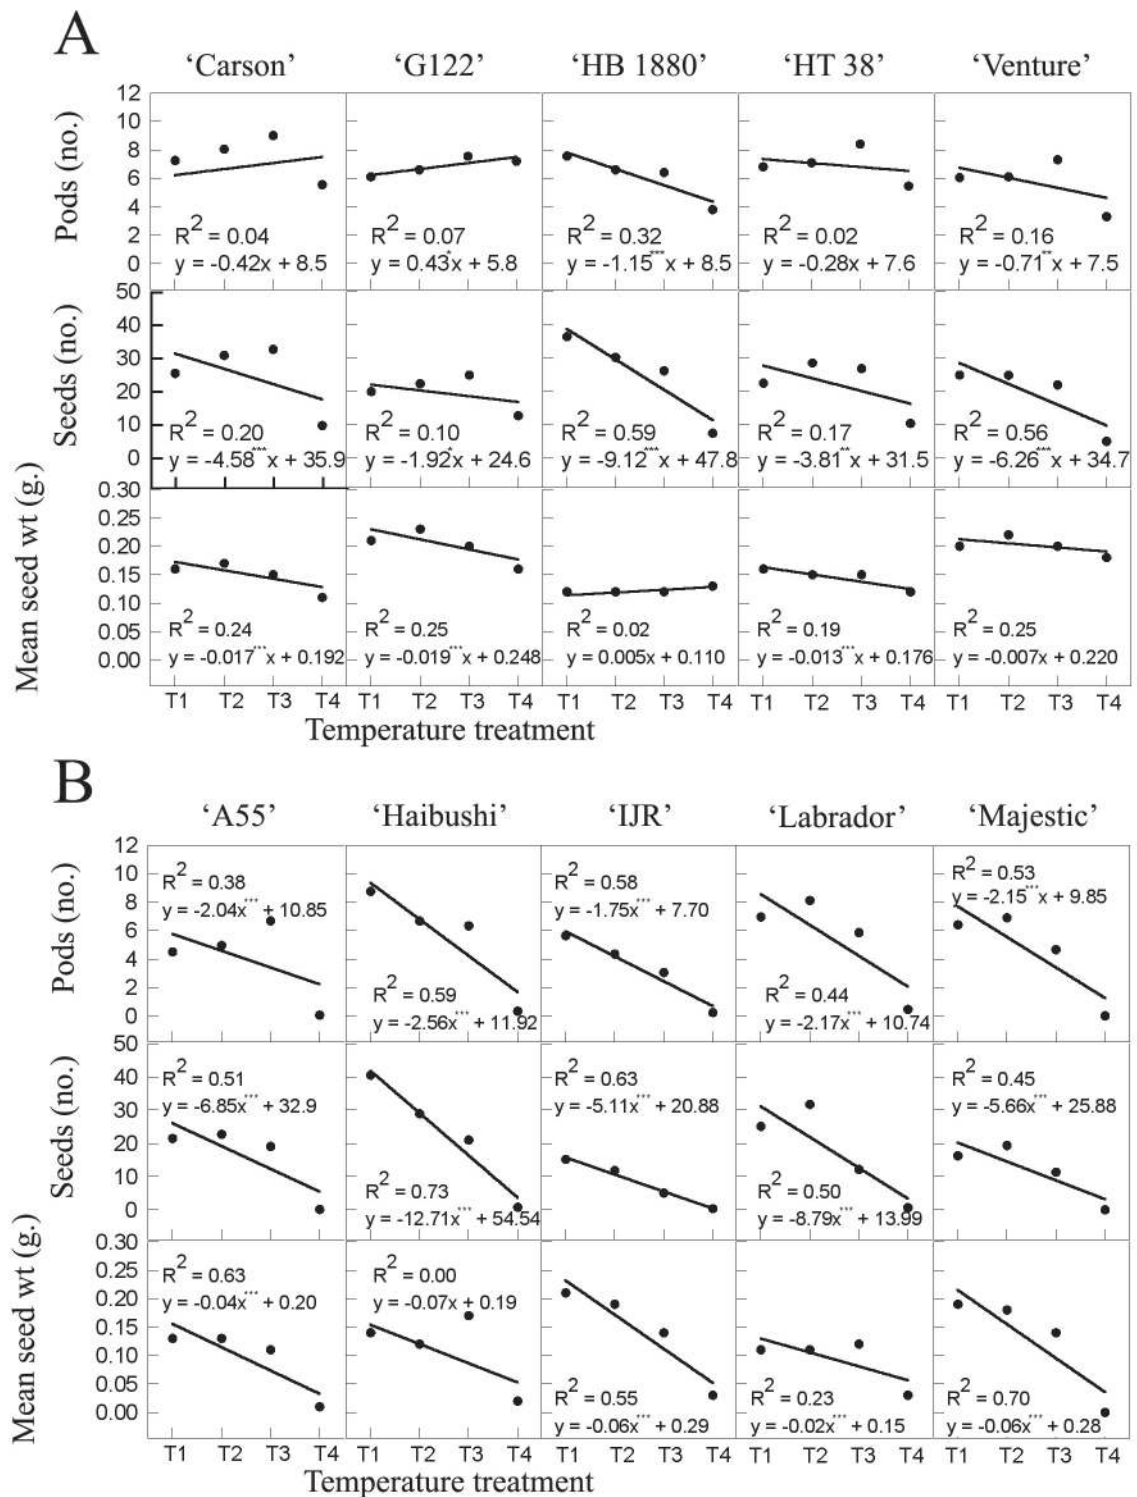 A
‘Carson’ ‘G122’ ‘HB 1880’ ‘HT 38’ ‘Venture’
Pods (no.)
12
10
8
6
4
2
0
R2 = 0.04
y = -0.42x + 8.5
R2 = 0.07
y = 0.43*x + 5.8
R2 = 0.32
y = -1.15***x + 8.5
R2 = 0.02
y = -0.28x + 7.6
R2 = 0.16
y = -0.71**x + 7.5
Seeds (no.)
50
40
30
20
10
0
R2 = 0.20
y = -4.58***x + 35.9
R2 = 0.10
y = -1.92*x + 24.6
R2 = 0.59
y = -9.12***x + 47.8
R2 = 0.17
y = -3.81**x + 31.5
R2 = 0.56
y = -6.26***x + 34.7
Mean seed wt (g.)
0.30
0.25
0.20
0.15
0.10
0.05
0.00
R2 = 0.24
y = -0.017***x + 0.192
R2 = 0.25
y = -0.019***x + 0.248
R2 = 0.02
y = 0.005x + 0.110
R2 = 0.19
y = -0.013***x + 0.176
R2 = 0.25
y = -0.007x + 0.220
T1 T2 T3 T4 T1 T2 T3 T4 T1 T2 T3 T4 T1 T2 T3 T4 T1 T2 T3 T4
Temperature treatment
B
‘A55’ ‘Haibushi’ ‘IJR’ ‘Labrador’ ‘Majestic’
Pods (no.)
12
10
8
6
4
2
0
R2 = 0.38
y = -2.04x*** + 10.85
R2 = 0.59
y = -2.56x*** + 11.92
R2 = 0.58
y = -1.75x*** + 7.70
R2 = 0.44
y = -2.17x*** + 10.74
R2 = 0.53
y = -2.15***x + 9.85
Seeds (no.)
50
40
30
20
10
0
R2 = 0.51
y = -6.85x*** + 32.9
R2 = 0.73
y = -12.71x*** + 54.54
R2 = 0.63
y = -5.11x*** + 20.88
R2 = 0.50
y = -8.79x*** + 13.99
R2 = 0.45
y = -5.66x*** + 25.88
Mean seed wt (g.)
0.30
0.25
0.20
0.15
0.10
0.05
0.00
R2 = 0.63
y = -0.04x*** + 0.20
R2 = 0.00
y = -0.07x + 0.19
R2 = 0.55
y = -0.06x*** + 0.29
R2 = 0.23
y = -0.02x*** + 0.15
R2 = 0.70
y = -0.06x*** + 0.28
T1 T2 T3 T4 T1 T2 T3 T4 T1 T2 T3 T4 T1 T2 T3 T4 T1 T2 T3 T4
Temperature treatment